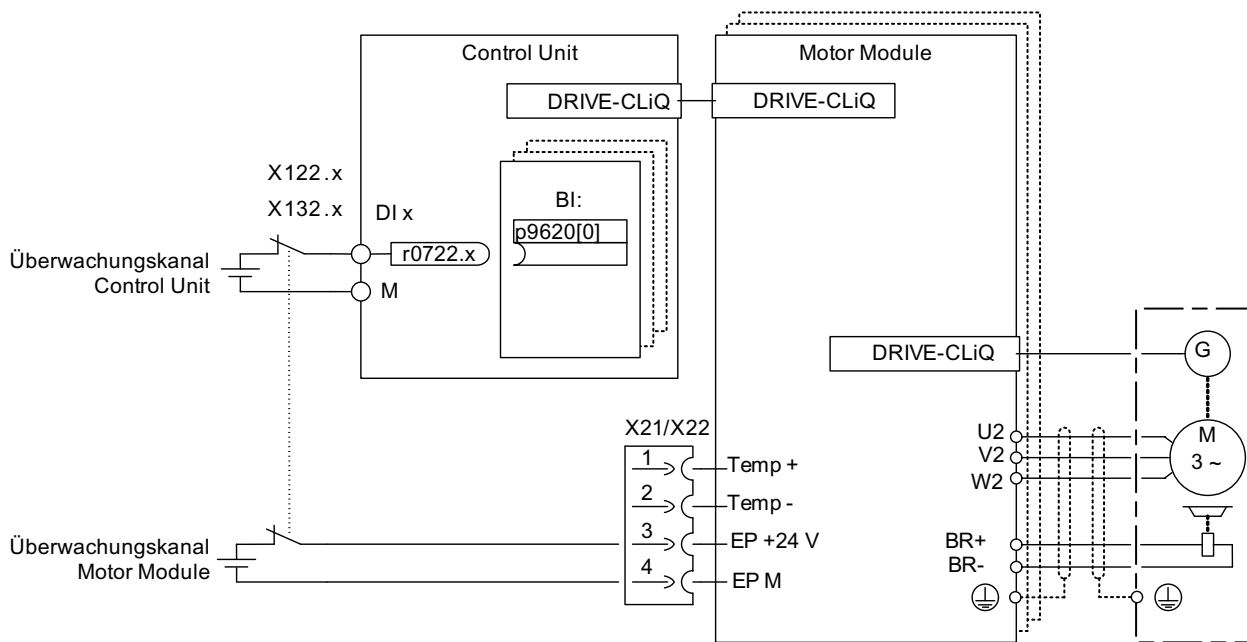 Control Unit
Motor Module
DRIVE-CLiQ
DRIVE-CLiQ
X122.x
X132.x
DI x
BI:
p9620[0]
r0722.x
Überwachungskanal
Control Unit
M
DRIVE-CLiQ
G
X21/X22
1
Temp +
2
Temp -
3
EP +24 V
4
EP M
U2
V2
W2
M
3 ~
BR+
BR-
Überwachungskanal
Motor Module